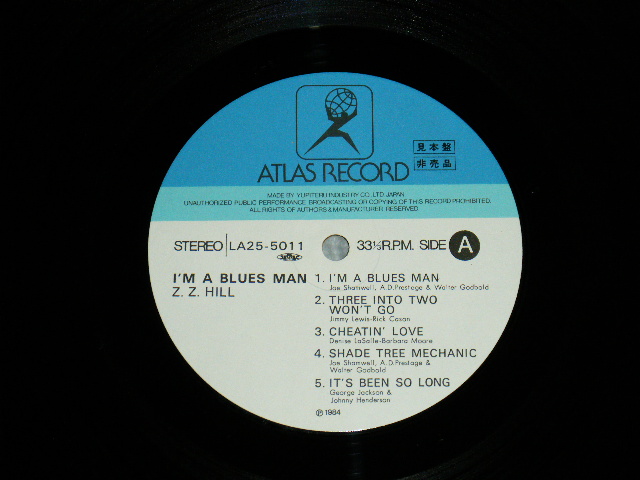 見本盤
非売品
ATLAS RECORD
MADE BY YUPITERU INDUSTRY CO., LTD JAPAN.
UNAUTHORIZED PUBLIC PERFORMANCE BROADCASTING OR COPYING OF THIS RECORD PROHIBITED.
ALL RIGHTS OF AUTHORS & MANUFACTURER RESERVED
STEREO LA25-5011 33⅓R.P.M. SIDE A
I'M A BLUES MAN
Z. Z. HILL
1. I'M A BLUES MAN
Joe Shamwell, A.D.Prestage & Walter Godbold
2. THREE INTO TWO
WON'T GO
Jimmy Lewis-Rick Cason
3. CHEATIN' LOVE
Denise LaSalle-Barbara Moore
4. SHADE TREE MECHANIC
Joe Shamwell, A.D.Prestage &
Walter Godbold
5. IT'S BEEN SO LONG
George Jackson &
Johnny Henderson
Ⓟ1984